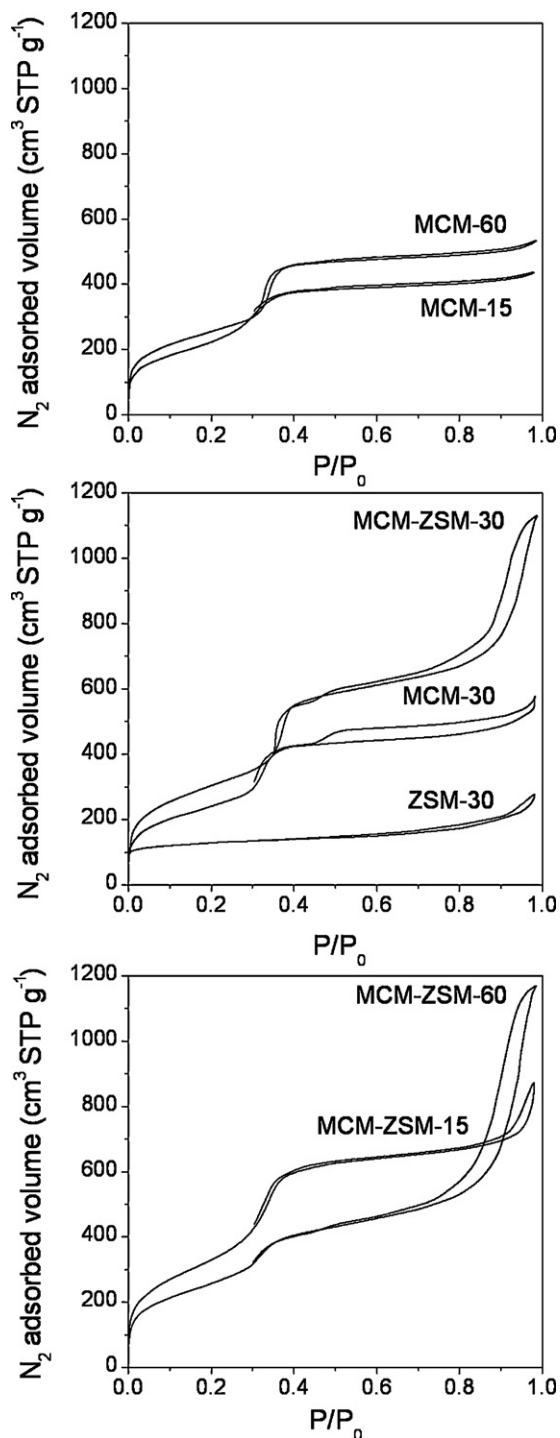 N₂ adsorbed volume (cm³ STP g⁻¹)
1200
1000
800
600
400
200
0
MCM-60
MCM-15
0.0 0.2 0.4 0.6 0.8 1.0
P/P₀
N₂ adsorbed volume (cm³ STP g⁻¹)
1200
1000
800
600
400
200
0
MCM-ZSM-30
MCM-30
ZSM-30
0.0 0.2 0.4 0.6 0.8 1.0
P/P₀
N₂ adsorbed volume (cm³ STP g⁻¹)
1200
1000
800
600
400
200
0
MCM-ZSM-60
MCM-ZSM-15
0.0 0.2 0.4 0.6 0.8 1.0
P/P₀